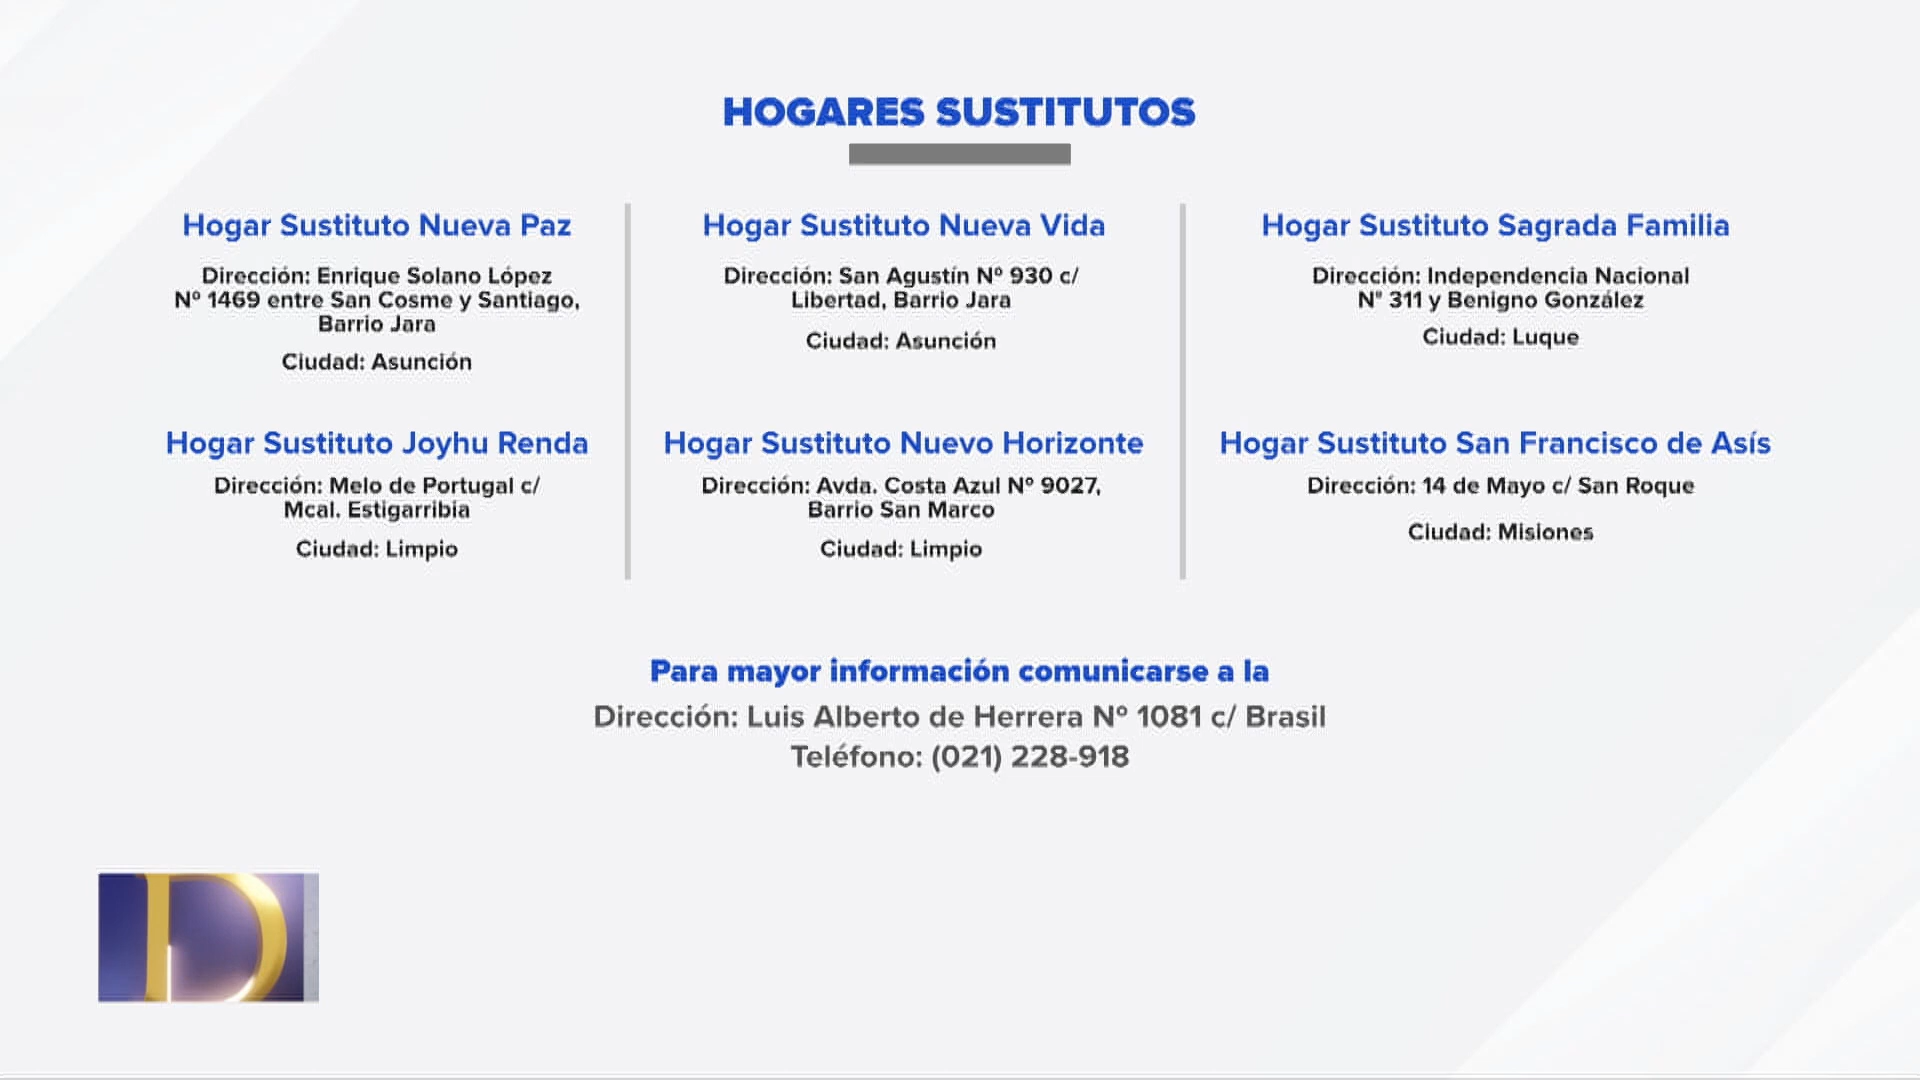 HOGARES SUSTITUTOS
Hogar Sustituto Nueva Paz
Dirección: Enrique Solano López
Nº 1469 entre San Cosme y Santiago,
Barrio Jara
Ciudad: Asunción
Hogar Sustituto Nueva Vida
Dirección: San Agustín Nº 930 c/
Libertad, Barrio Jara
Ciudad: Asunción
Hogar Sustituto Sagrada Familia
Dirección: Independencia Nacional
N° 311 y Benigno González
Ciudad: Luque
Hogar Sustituto Joyhu Renda
Dirección: Melo de Portugal c/
Mcal. Estigarribia
Ciudad: Limpio
Hogar Sustituto Nuevo Horizonte
Dirección: Avda. Costa Azul Nº 9027,
Barrio San Marco
Ciudad: Limpio
Hogar Sustituto San Francisco de Asís
Dirección: 14 de Mayo c/ San Roque
Ciudad: Misiones
Para mayor información comunicarse a la
Dirección: Luis Alberto de Herrera Nº 1081 c/ Brasil
Teléfono: (021) 228-918
D